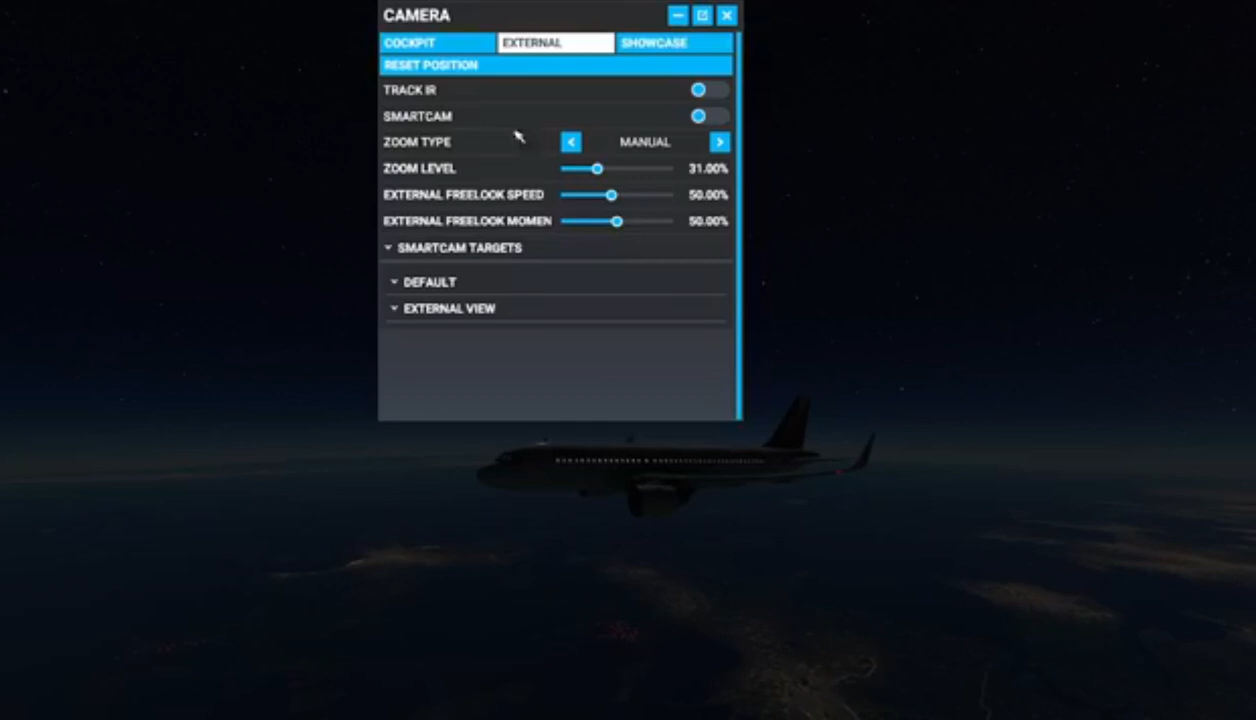 CAMERA
COCKPIT EXTERNAL SHOWCASE
RESET POSITION
TRACK IR
SMARTCAM
ZOOM TYPE MANUAL
ZOOM LEVEL 31.00%
EXTERNAL FREELOOK SPEED 50.00%
EXTERNAL FREELOOK MOMEN 50.00%
SMARTCAM TARGETS
DEFAULT
EXTERNAL VIEW